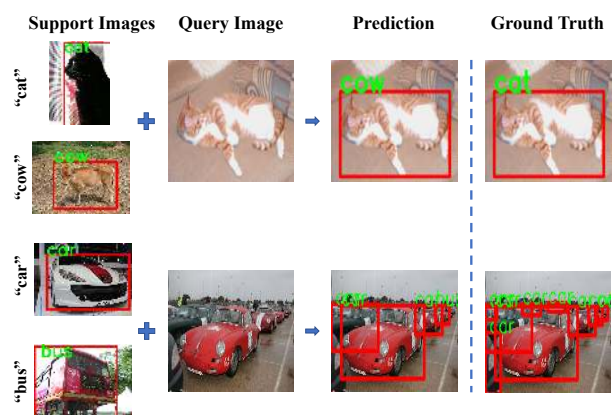 Support Images Query Image Prediction Ground Truth
"cat"
cat
cow
cat
"cow"
cow
"car"
car
car
car
"bus"
bus